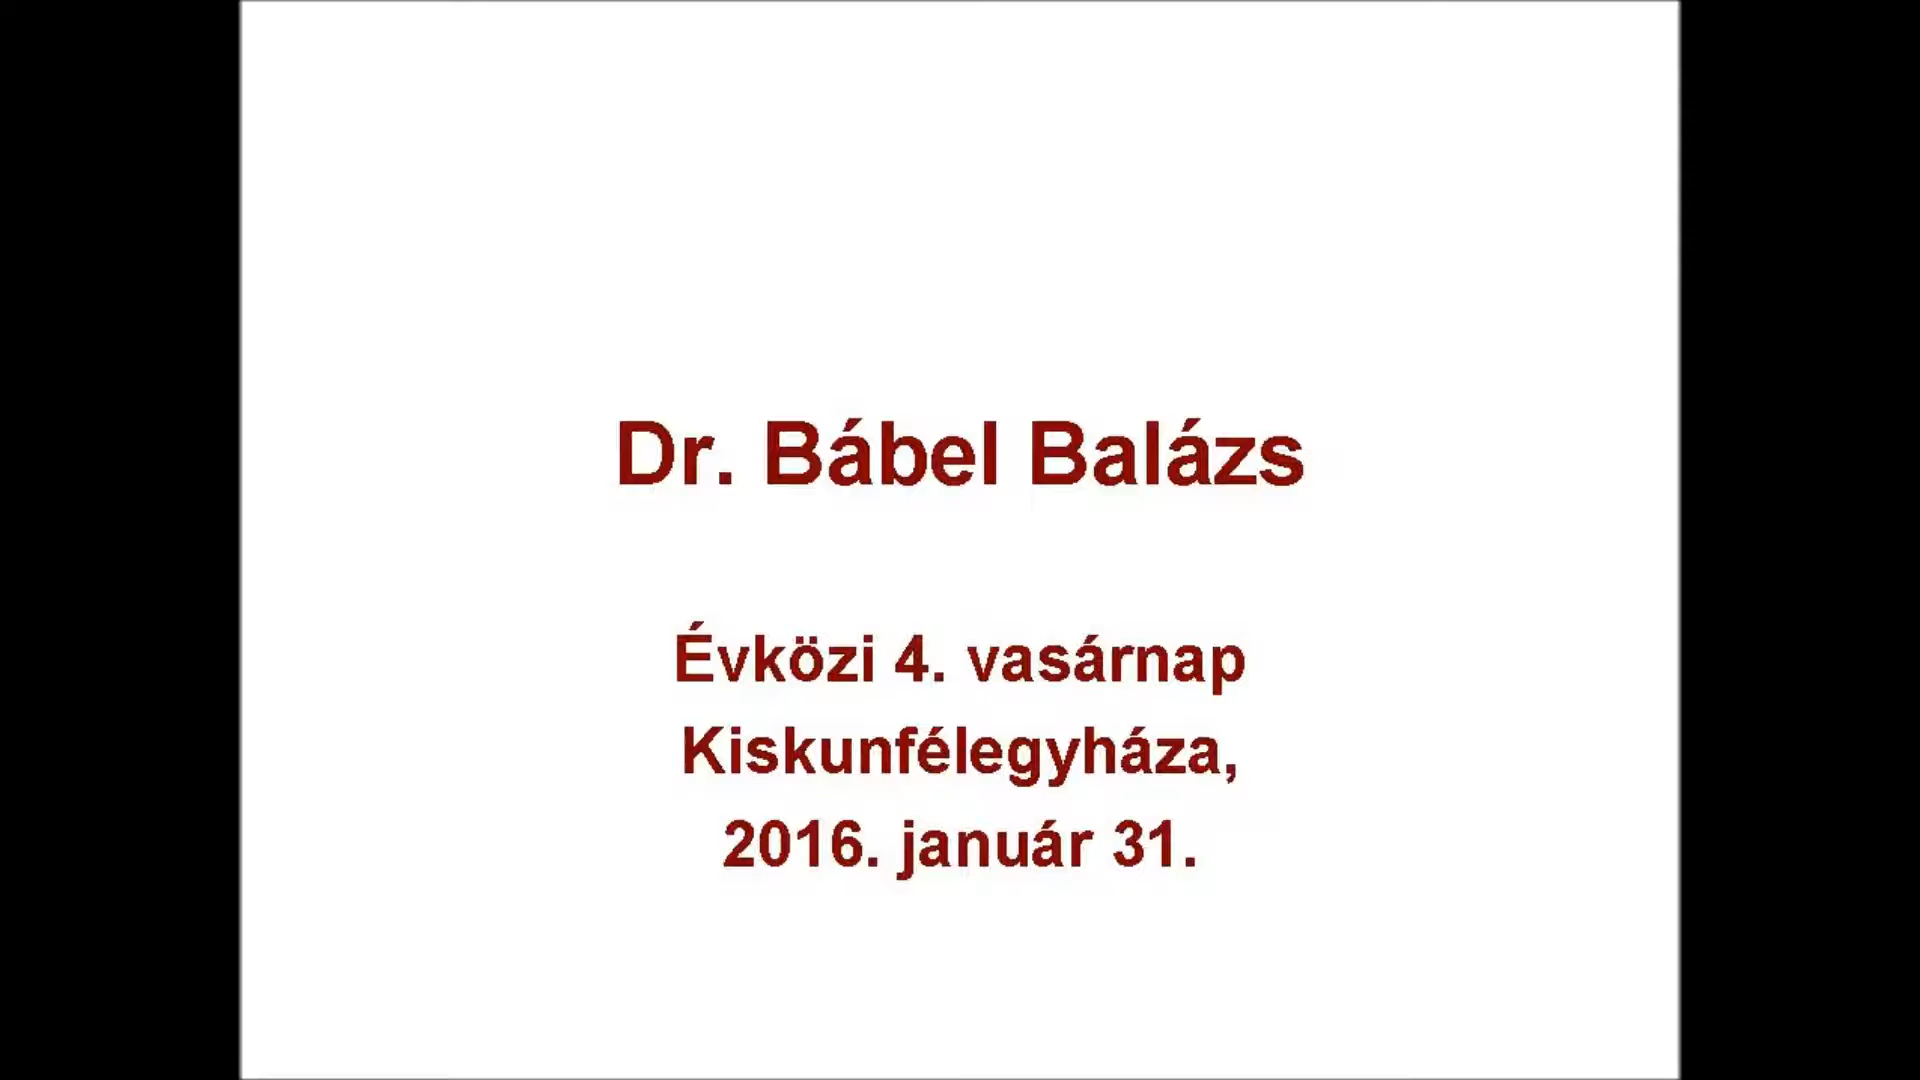 Dr. Bábel Balázs
Évközi 4. vasárnap
Kiskunfélegyháza,
2016. január 31.